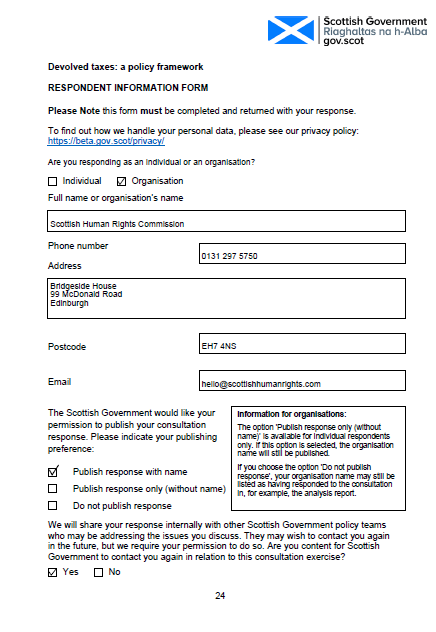 Scottish Government
Riaghaltas na h-Alba
gov.scot
Devolved taxes: a policy framework
RESPONDENT INFORMATION FORM
Please Note this form must be completed and returned with your response.
To find out how we handle your personal data, please see our privacy policy:
https://beta.gov.scot/privacy/
Are you responding as an individual or an organisation?
Individual Organisation
Full name or organisation's name
Scottish Human Rights Commission
Phone number
0131 297 5750
Address
Bridgeside House
99 McDonald Road
Edinburgh
Postcode
EH7 4NS
Email
hello@scottishhumanrights.com
The Scottish Government would like your
permission to publish your consultation
response. Please indicate your publishing
preference:
Publish response with name
Publish response only (without name)
Do not publish response
Information for organisations:
The option 'Publish response only (without
name)' is available for individual respondents
only. If this option is selected, the organisation
name will still be published.
If you choose the option 'Do not publish
response', your organisation name may still be
listed as having responded to the consultation
in, for example, the analysis report.
We will share your response internally with other Scottish Government policy teams
who may be addressing the issues you discuss. They may wish to contact you again
in the future, but we require your permission to do so. Are you content for Scottish
Government to contact you again in relation to this consultation exercise?
Yes No
24